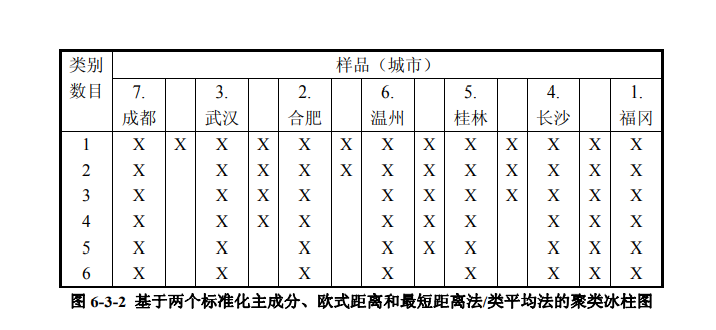 类别 样品（城市）
数目 7. 3. 2. 6. 5. 4. 1.
成都 武汉 合肥 温州 桂林 长沙 福冈
1 X X X X X X X X X X X X X
2 X X X X X X X X X X X X
3 X X X X X X X X X X X
4 X X X X X X X X X X
5 X X X X X X X X X
6 X X X X X X X X
图 6-3-2 基于两个标准化主成分、欧式距离和最短距离法/类平均法的聚类冰柱图